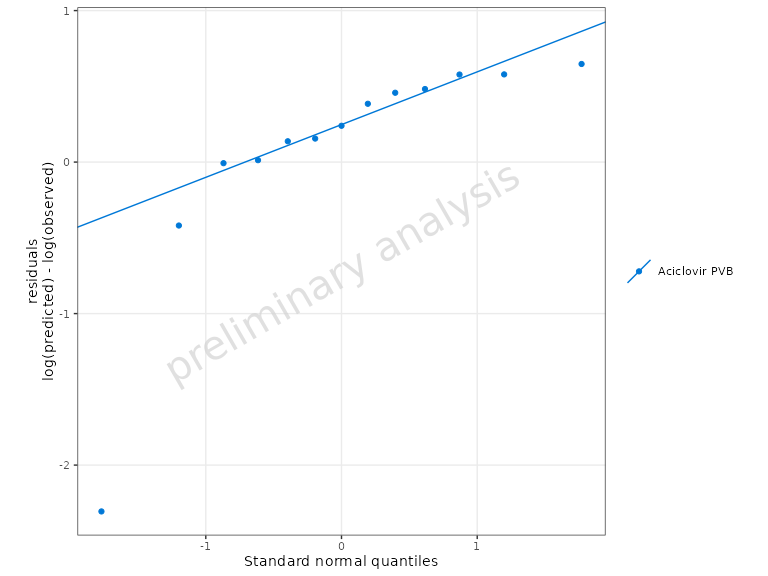 1
0
-1
-2
residuals
log(predicted) - log(observed)
preliminary analysis
-1
0
1
Standard normal quantiles
Aciclovir PVB